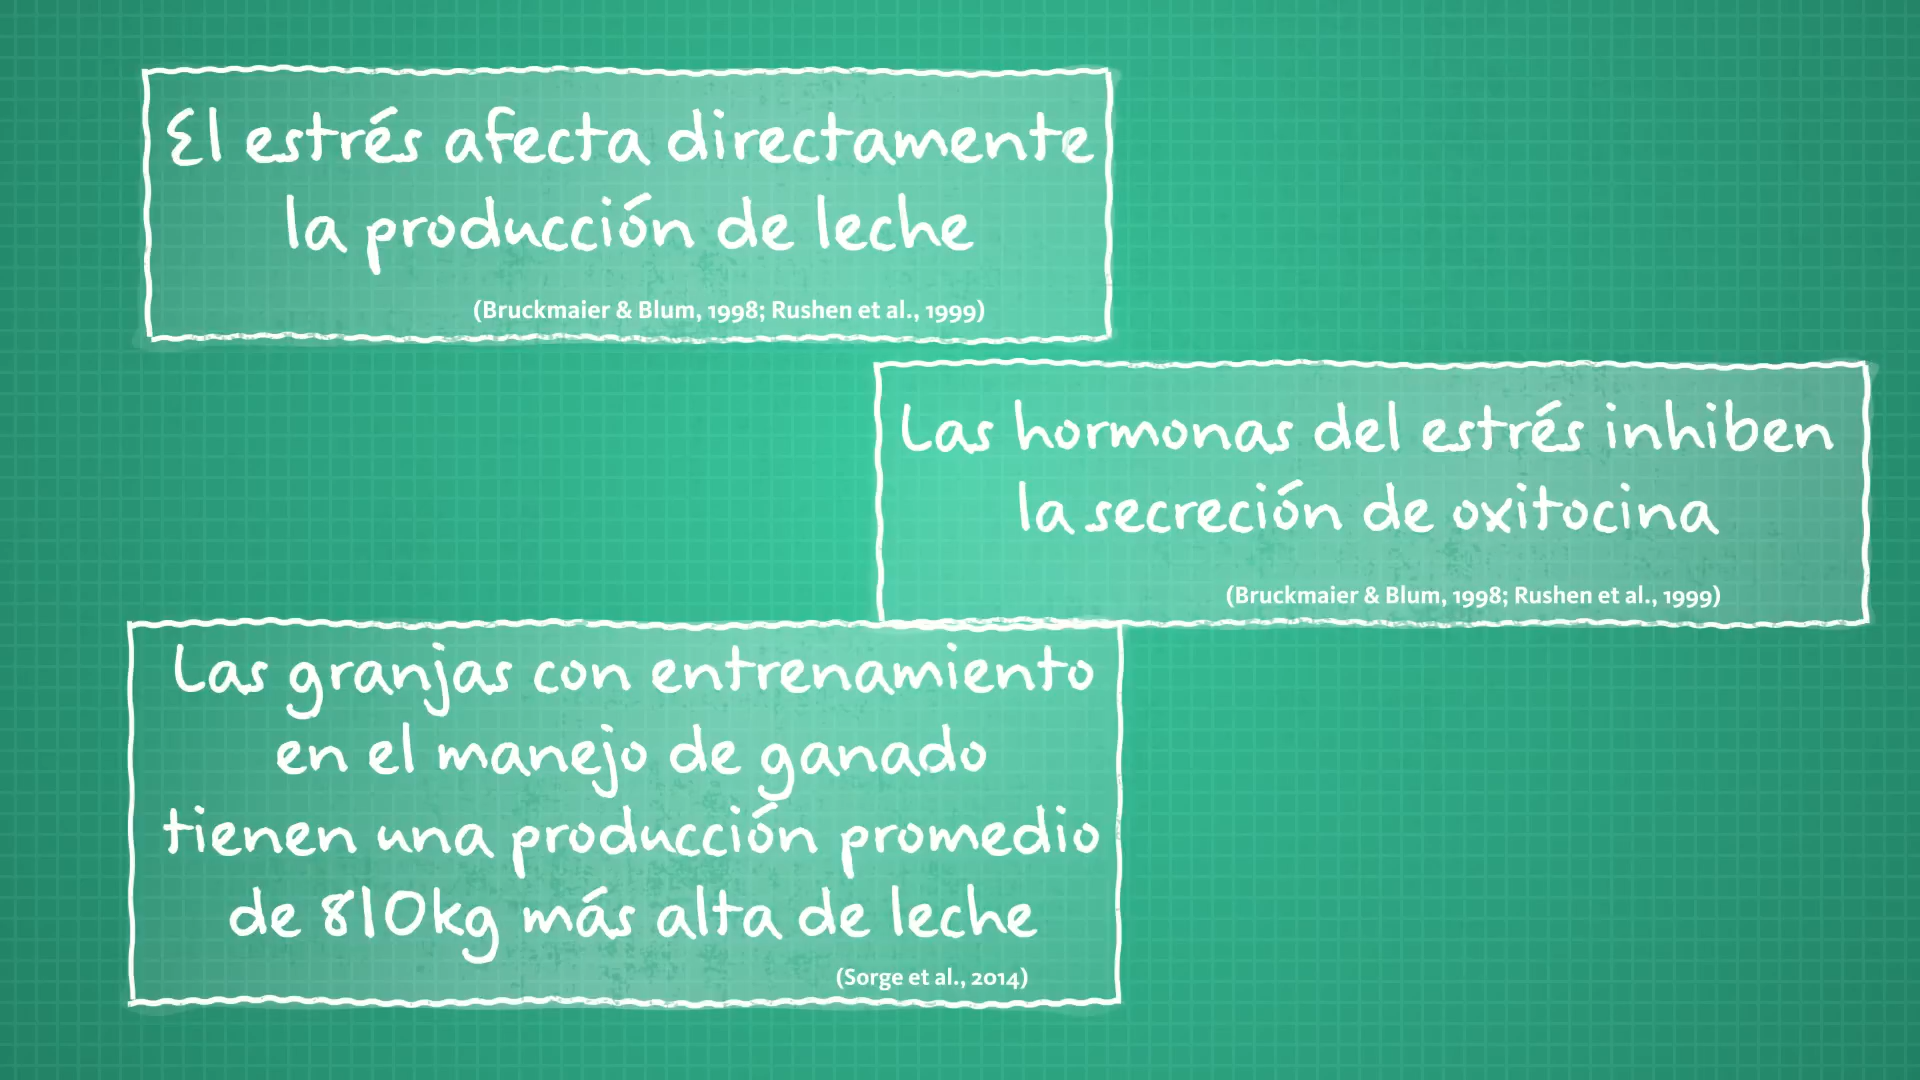 El estrés afecta directamente
la producción de leche
(Bruckmaier & Blum, 1998; Rushen et al., 1999)
Las hormonas del estrés inhiben
la secreción de oxitocina
(Bruckmaier & Blum, 1998; Rushen et al., 1999)
Las granjas con entrenamiento
en el manejo de ganado
tienen una producción promedio
de 810kg más alta de leche
(Sorge et al., 2014)